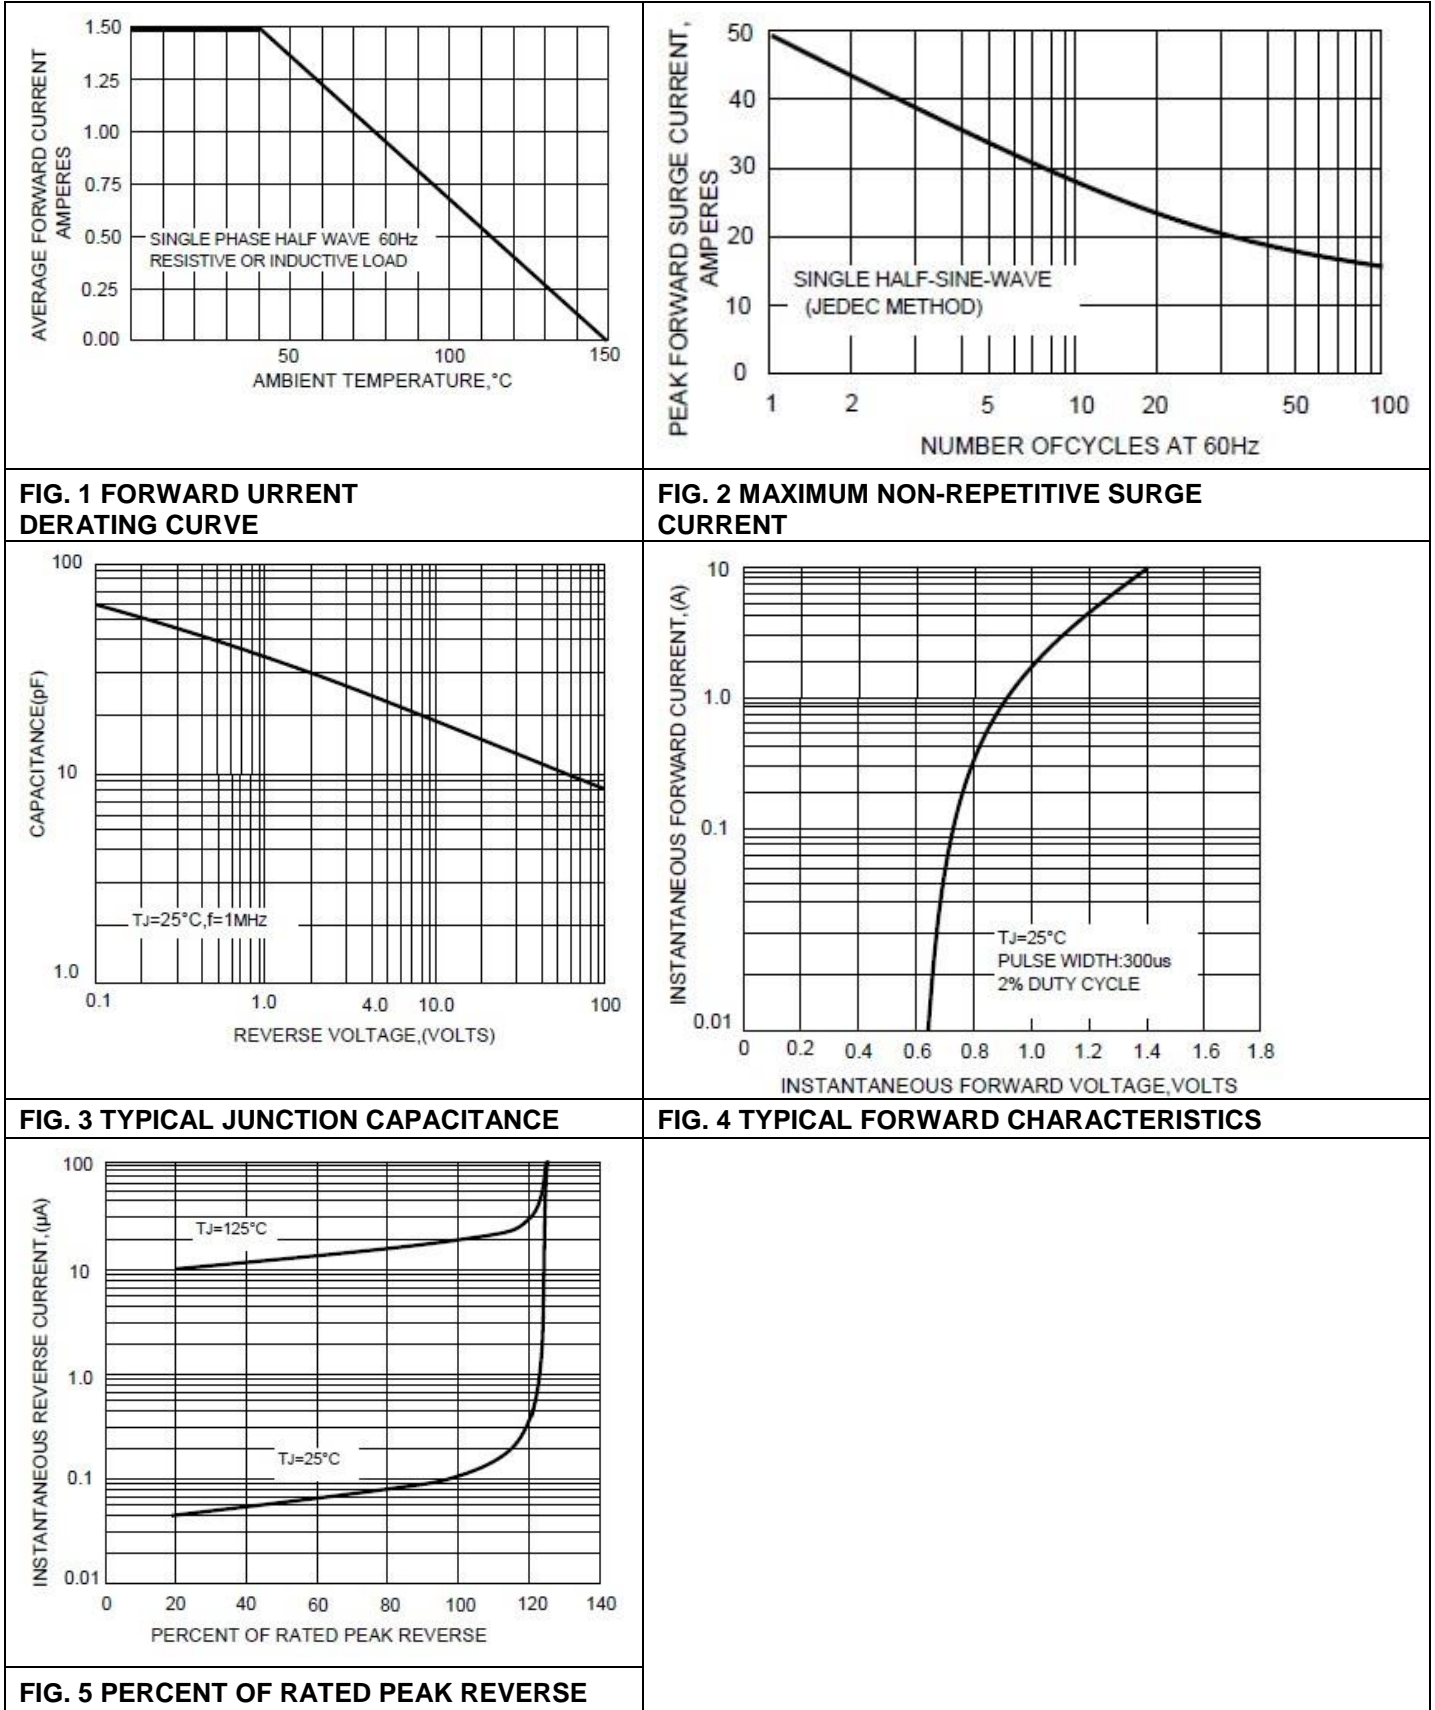 AVERAGE FORWARD CURRENT
AMPERES
1.50
1.25
1.00
0.75
0.50
0.25
0.00
SINGLE PHASE HALF WAVE 60Hz
RESISTIVE OR INDUCTIVE LOAD
50 100 150
AMBIENT TEMPERATURE,°C
PEAK FORWARD SURGE CURRENT,
AMPERES
50
40
30
20
10
0
SINGLE HALF-SINE-WAVE
(JEDEC METHOD)
1 2 5 10 20 50 100
NUMBER OFCYCLES AT 60Hz
FIG. 1 FORWARD URRENT
DERATING CURVE
FIG. 2 MAXIMUM NON-REPETITIVE SURGE
CURRENT
CAPACITANCE(pF)
100
10
1.0
TJ=25°C,f=1MHz
0.1 1.0 4.0 10.0 100
REVERSE VOLTAGE,(VOLTS)
INSTANTANEOUS FORWARD CURRENT,(A)
10
1.0
0.1
0.01
TJ=25°C
PULSE WIDTH:300us
2% DUTY CYCLE
0 0.2 0.4 0.6 0.8 1.0 1.2 1.4 1.6 1.8
INSTANTANEOUS FORWARD VOLTAGE,VOLTS
FIG. 3 TYPICAL JUNCTION CAPACITANCE
FIG. 4 TYPICAL FORWARD CHARACTERISTICS
INSTANTANEOUS REVERSE CURRENT,(µA)
100
10
1.0
0.1
0.01
TJ=125°C
TJ=25°C
0 20 40 60 80 100 120 140
PERCENT OF RATED PEAK REVERSE
FIG. 5 PERCENT OF RATED PEAK REVERSE